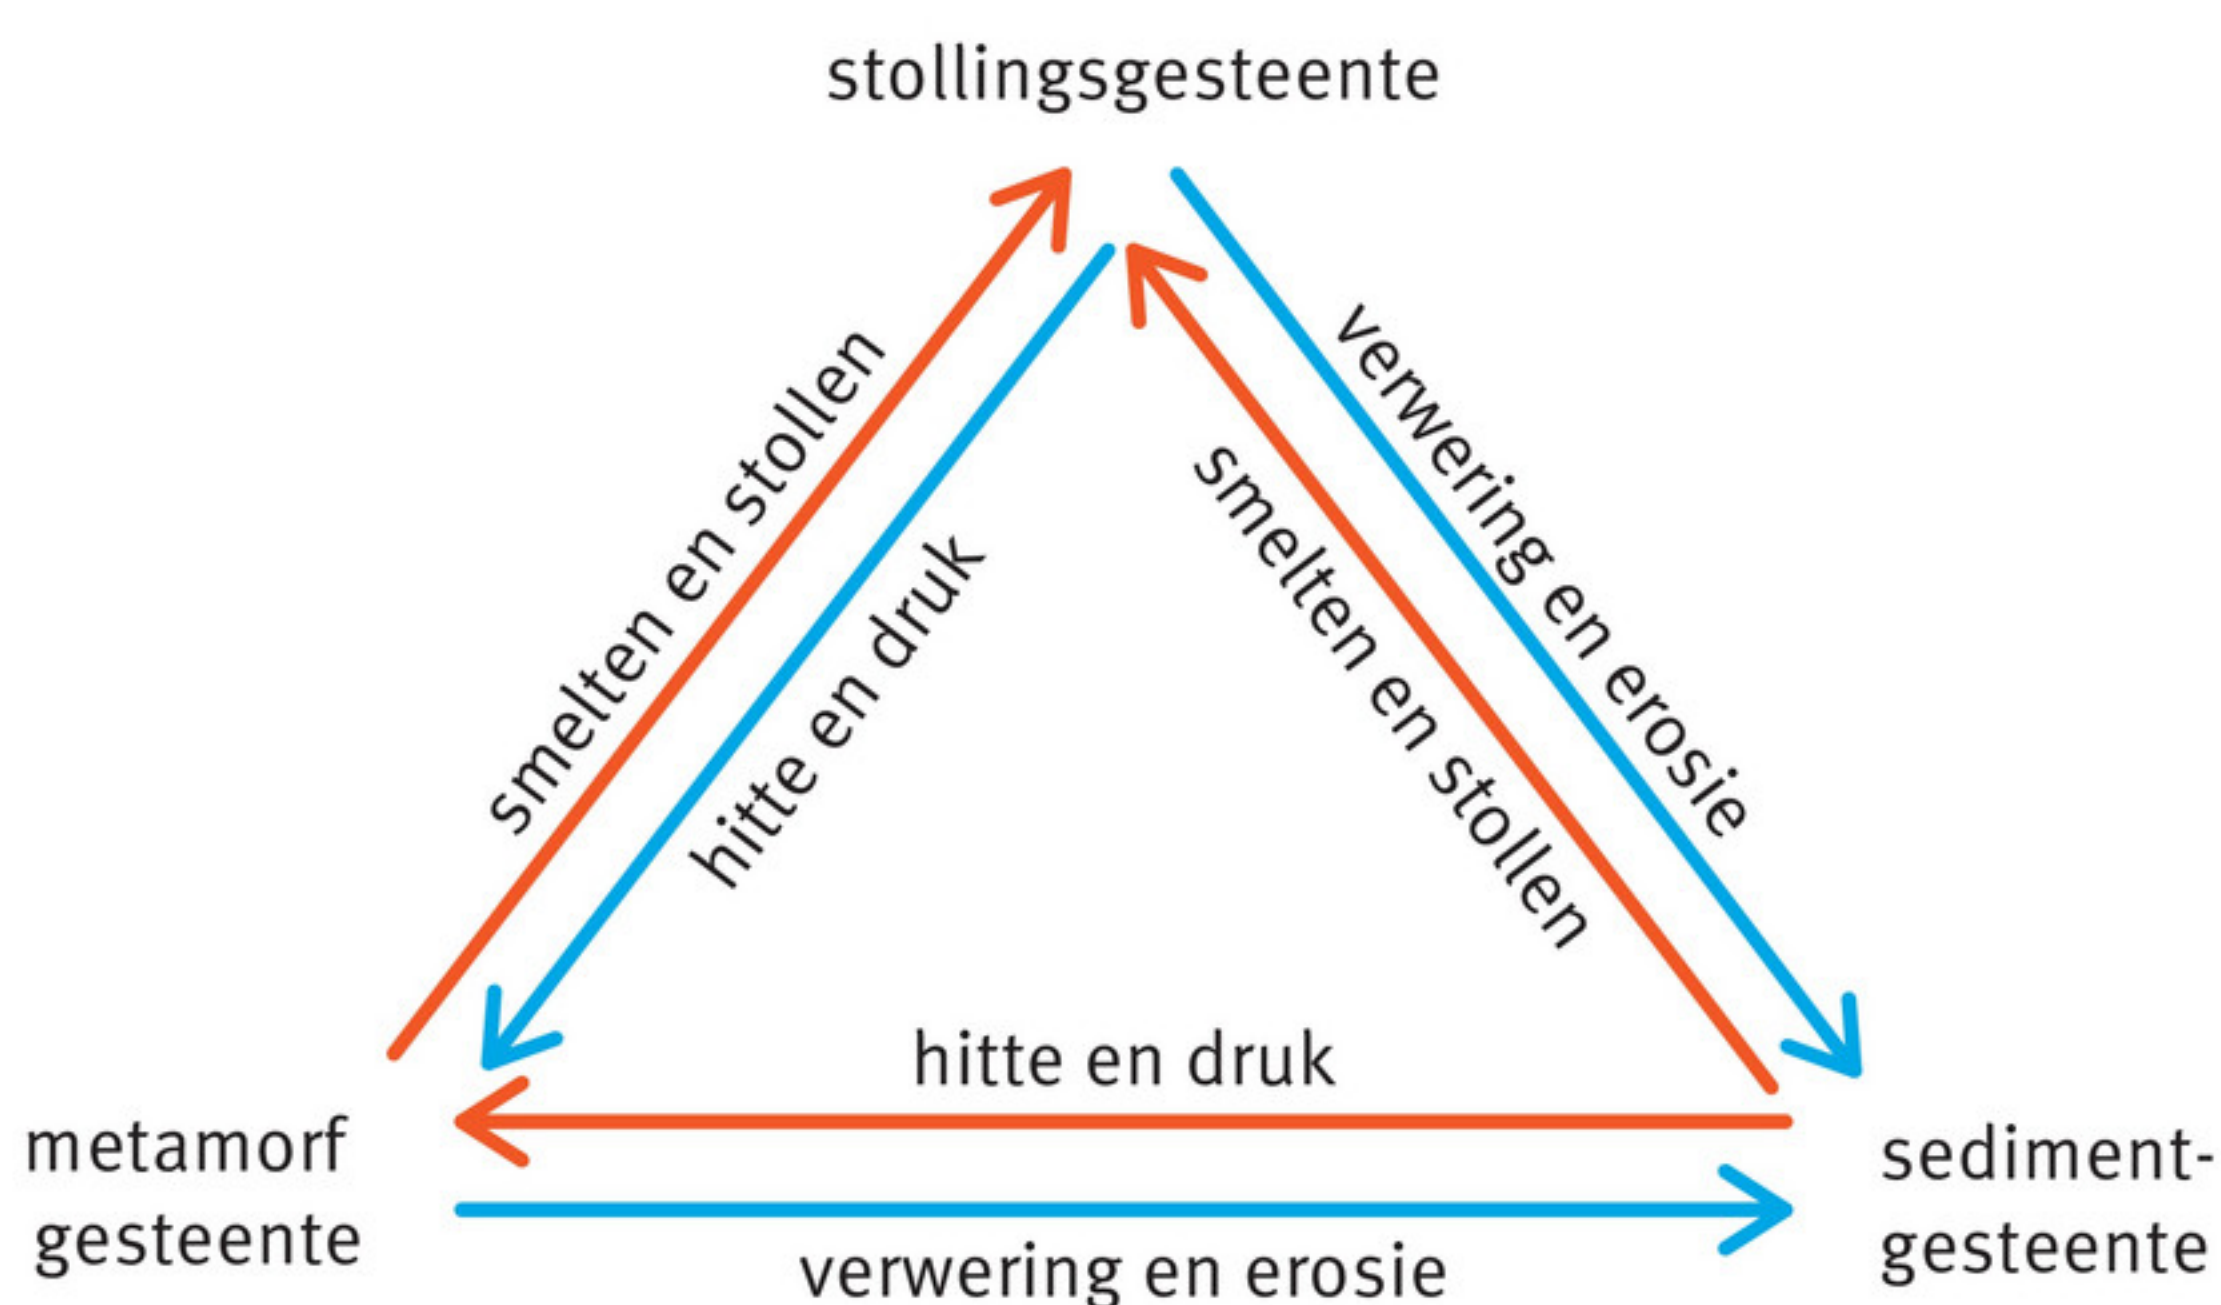 stollingsgesteente
smelten en stollen
hitte en druk
smelten en stollen
verwering en erosie
hitte en druk
metamorf
gesteente
sediment-
gesteente
verwering en erosie